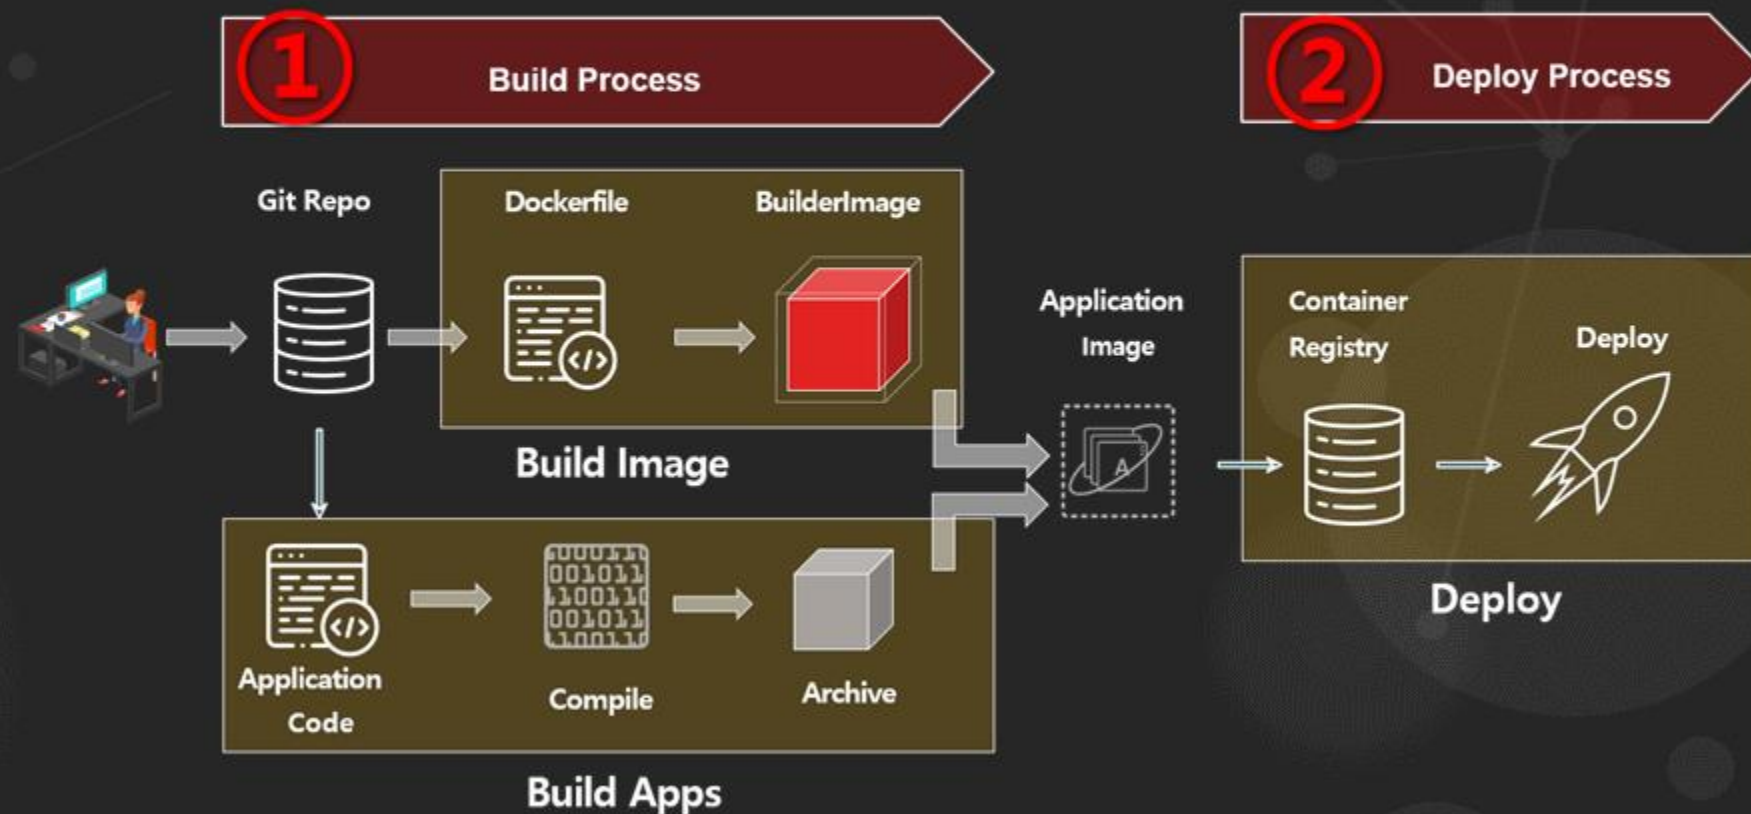 ① Build Process
② Deploy Process
Git Repo
Dockerfile
BuilderImage
Build Image
Application
Code
Compile
Archive
Build Apps
Application
Image
A
Container
Registry
Deploy
Deploy